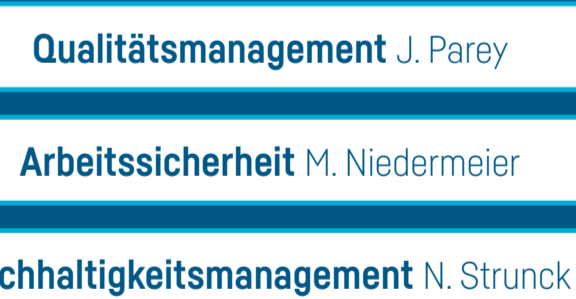 Qualitätsmanagement J. Parey
Arbeitssicherheit M. Niedermeier
chhaltigkeitsmanagement N. Strunck